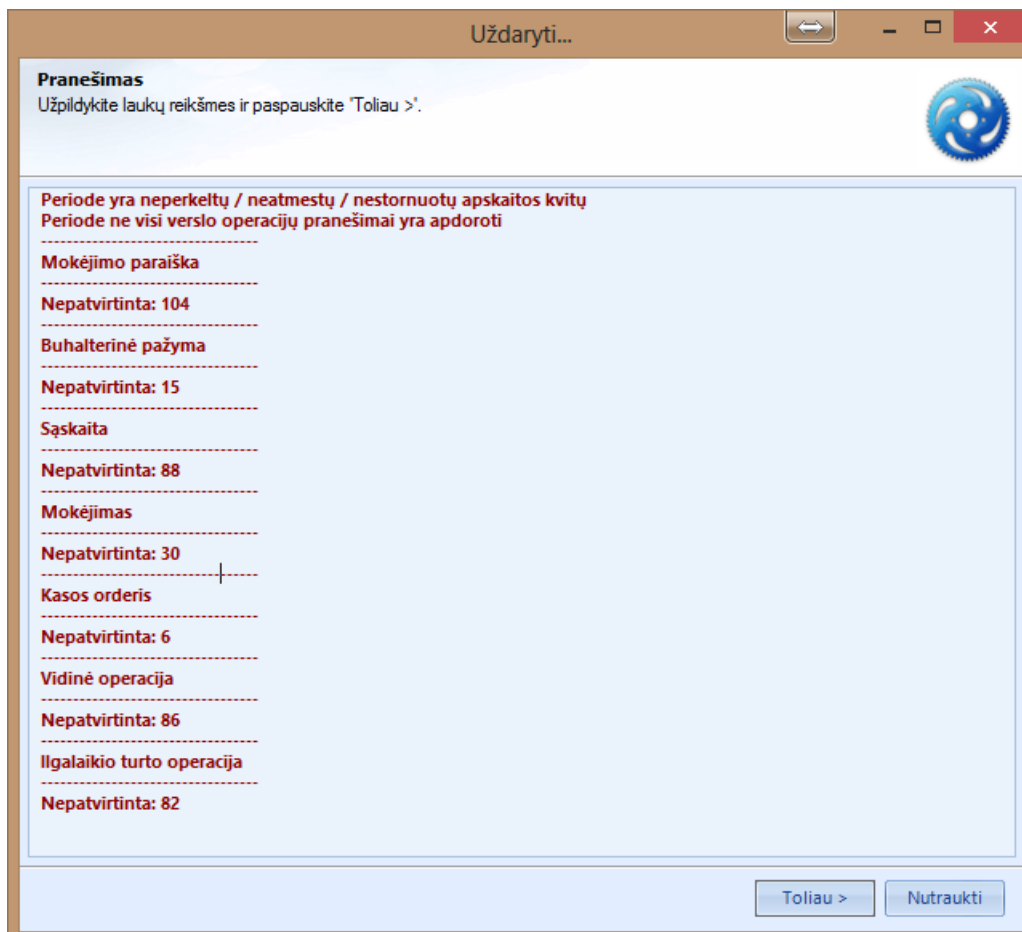 Uždaryti...
Pranešimas
Užpildykite laukų reikšmes ir paspauskite 'Toliau >'.
Periode yra neperkeltų / neatmestų / nestornuotų apskaitos kvitų
Periode ne visi verslo operacijų pranešimai yra apdoroti
----------------------------------
Mokėjimo paraiška
----------------------------------
Nepatvirtinta: 104
----------------------------------
Buhalterinė pažyma
----------------------------------
Nepatvirtinta: 15
----------------------------------
Sąskaita
----------------------------------
Nepatvirtinta: 88
----------------------------------
Mokėjimas
----------------------------------
Nepatvirtinta: 30
----------------------------------
Kasos orderis
----------------------------------
Nepatvirtinta: 6
----------------------------------
Vidinė operacija
----------------------------------
Nepatvirtinta: 86
----------------------------------
Ilgalaikio turto operacija
----------------------------------
Nepatvirtinta: 82
Toliau >
Nutraukti